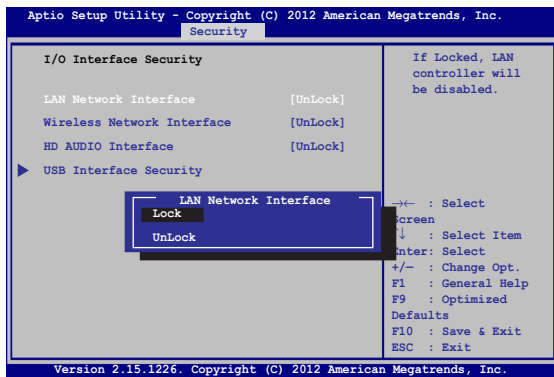 Aptio Setup Utility - Copyright (C) 2012 American Megatrends, Inc.
Security
I/O Interface Security
LAN Network Interface [UnLock]
Wireless Network Interface [UnLock]
HD AUDIO Interface [UnLock]
USB Interface Security
LAN Network Interface
Lock
UnLock
If Locked, LAN
controller will
be disabled.
→← : Select
Screen
↑↓ : Select Item
Enter: Select
+/— : Change Opt.
F1 : General Help
F9 : Optimized
Defaults
F10 : Save & Exit
ESC : Exit
Version 2.15.1226. Copyright (C) 2012 American Megatrends, Inc.